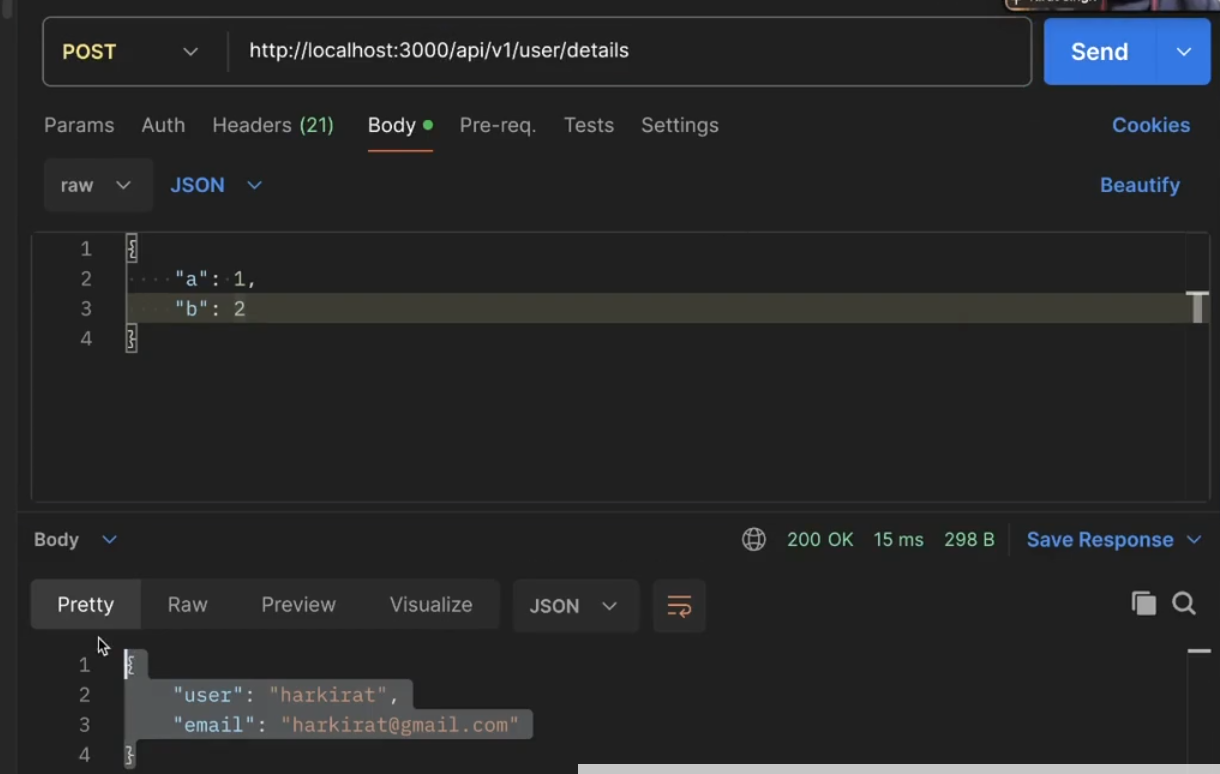 POST http://localhost:3000/api/v1/user/details Send
Params Auth Headers (21) Body Pre-req. Tests Settings Cookies
raw JSON Beautify
1 {
2 "a": 1,
3 "b": 2
4 }
Body 200 OK 15 ms 298 B Save Response
Pretty Raw Preview Visualize JSON
1 {
2 "user": "harkirat",
3 "email": "harkirat@gmail.com"
4 }